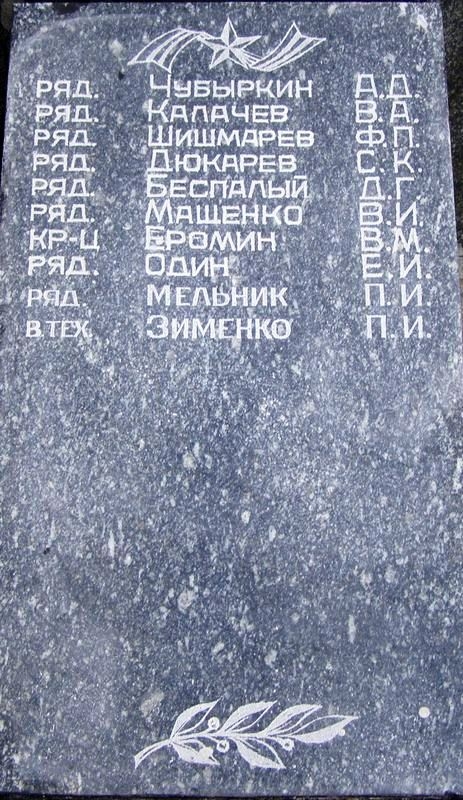 РЯД. ЧУБЫРКИН А.Д.
РЯД. КАЛАЧЕВ В.А.
РЯД. ШИШМАРЕВ Ф.П.
РЯД. ДЮКАРЕВ С.К.
РЯД. БЕСПАЛЫЙ Д.Г
РЯД. МАЩЕНКО В.И.
КР-Ц ЕРОМИН В.М.
РЯД. ОДИН Е.И.
РЯД. МЕЛЬНИК П.И.
В.ТЕХ. ЗИМЕНКО П.И.